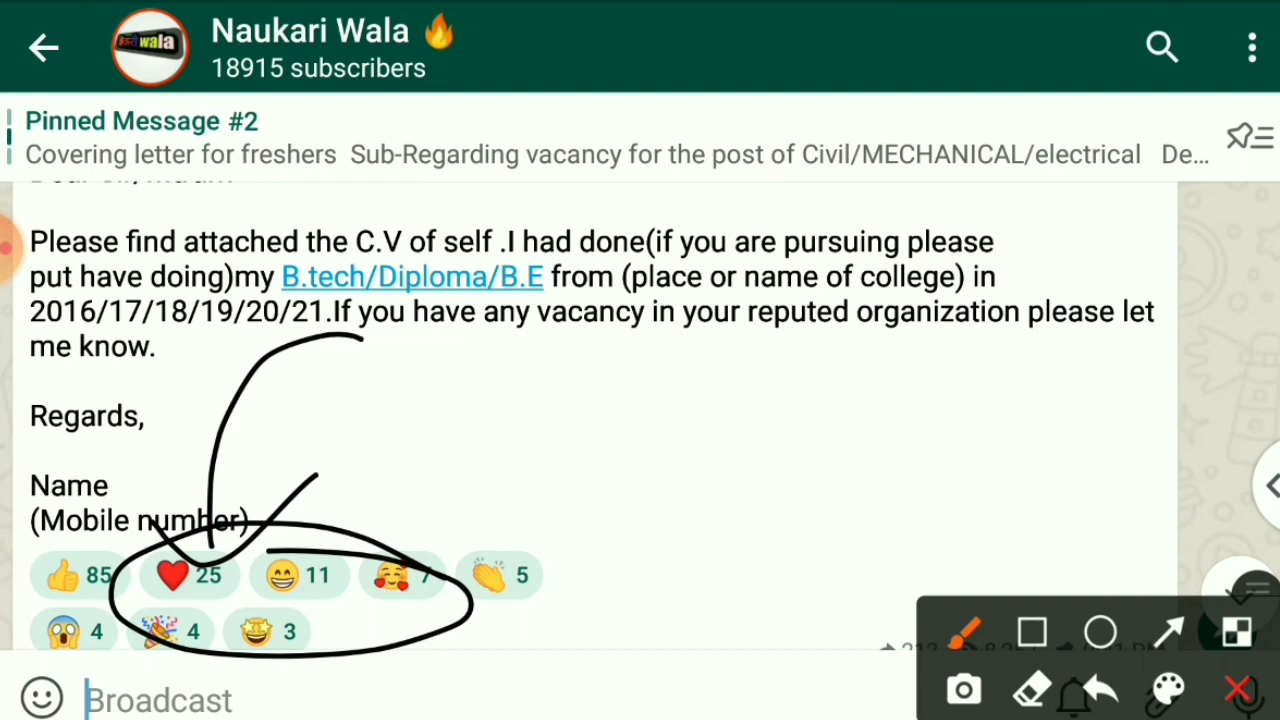 Naukari Wala 🔥
wala
18915 subscribers
Pinned Message #2
Covering letter for freshers Sub-Regarding vacancy for the post of Civil/MECHANICAL/electrical De...
Please find attached the C.V of self .I had done(if you are pursuing please
put have doing)my B.tech/Diploma/B.E from (place or name of college) in
2016/17/18/19/20/21.If you have any vacancy in your reputed organization please let
me know.
Regards,
Name
(Mobile number)
👍 85 ❤️ 25 😁 11 🥰 7 👏 5
😱 4 🎉 4 🤩 3
Broadcast